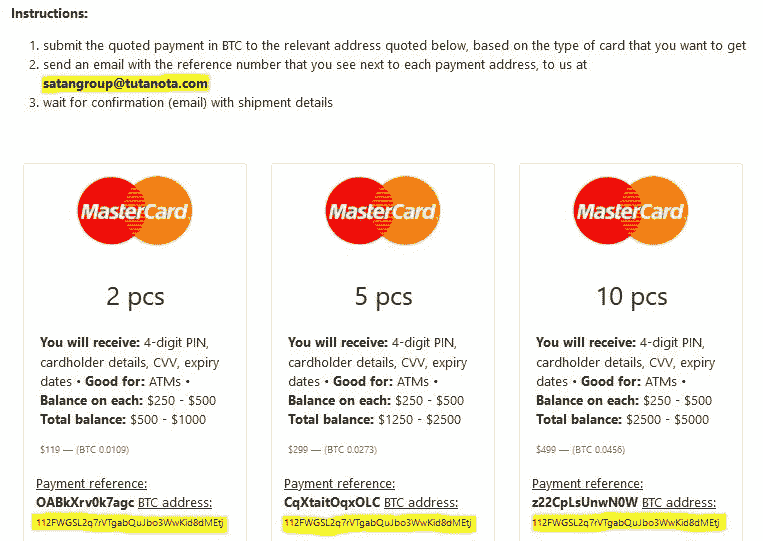 Instructions:
1. submit the quoted payment in BTC to the relevant address quoted below, based on the type of card that you want to get
2. send an email with the reference number that you see next to each payment address, to us at
satangroup@tutanota.com
3. wait for confirmation (email) with shipment details
MasterCard
2 pcs
You will receive: 4-digit PIN,
cardholder details, CVV, expiry
dates • Good for: ATMs •
Balance on each: $250 - $500
Total balance: $500 - $1000
$119 — (BTC 0.0109)
Payment reference:
OABkXrv0k7agc BTC address:
112FWGSL2q7rVTgabQuJbo3WwKid8dMEtj
MasterCard
5 pcs
You will receive: 4-digit PIN,
cardholder details, CVV, expiry
dates • Good for: ATMs •
Balance on each: $250 - $500
Total balance: $1250 - $2500
$299 — (BTC 0.0273)
Payment reference:
CqXtaitOqxOLC BTC address:
112FWGSL2q7rVTgabQuJbo3WwKid8dMEtj
MasterCard
10 pcs
You will receive: 4-digit PIN,
cardholder details, CVV, expiry
dates • Good for: ATMs •
Balance on each: $250 - $500
Total balance: $2500 - $5000
$499 — (BTC 0.0456)
Payment reference:
z22CpLsUnwN0W BTC address:
112FWGSL2q7rVTgabQuJbo3WwKid8dMEtj